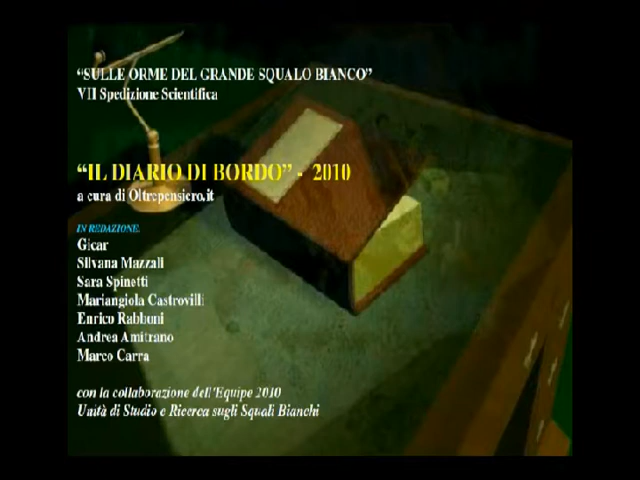 “SULLE ORME DEL GRANDE SQUALO BIANCO”
VII Spedizione Scientifica
“IL DIARIO DI BORDO” - 2010
a cura di Oltrepensiero.it
IN REDAZIONE:
Gicar
Silvana Mazzali
Sara Spinetti
Mariangiola Castrovilli
Enrico Rabboni
Andrea Amitrano
Marco Carra
con la collaborazione dell'Equipe 2010
Unità di Studio e Ricerca sugli Squali Bianchi